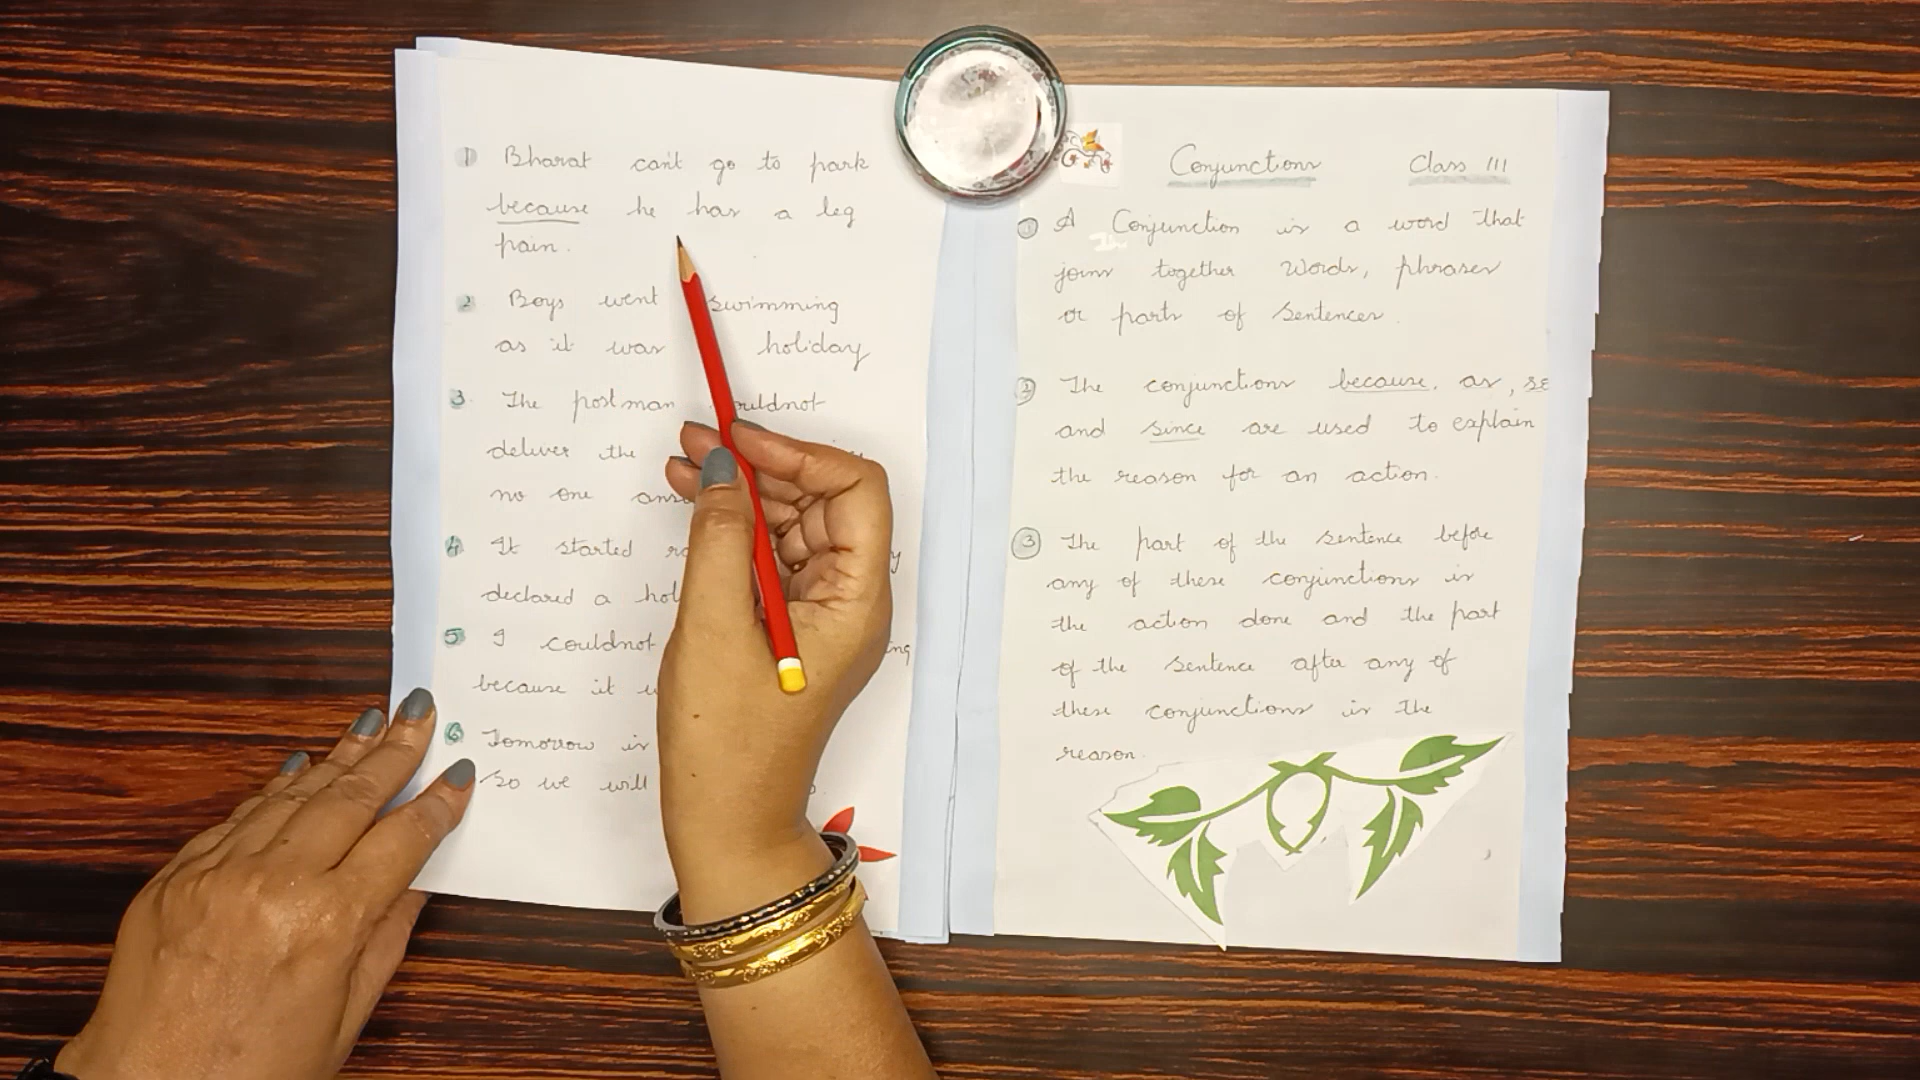 1 Bharat can't go to park
because he has a leg
pain.
2 Boys went swimming
as it was holiday
3. The postman couldnot
deliver the
no one
4 It started
declared a
5 I couldnot
because it
6 Tomorrow is
So we will
Conjunctions Class III
1 A Conjunction is a word that
joins together words, phrases
or parts of sentences.
2 The conjunctions because, as, so
and since are used to explain
the reason for an action.
3 The part of the sentence before
any of these conjunctions is
the action done and the part
of the sentence after any of
these conjunctions is the
reason.